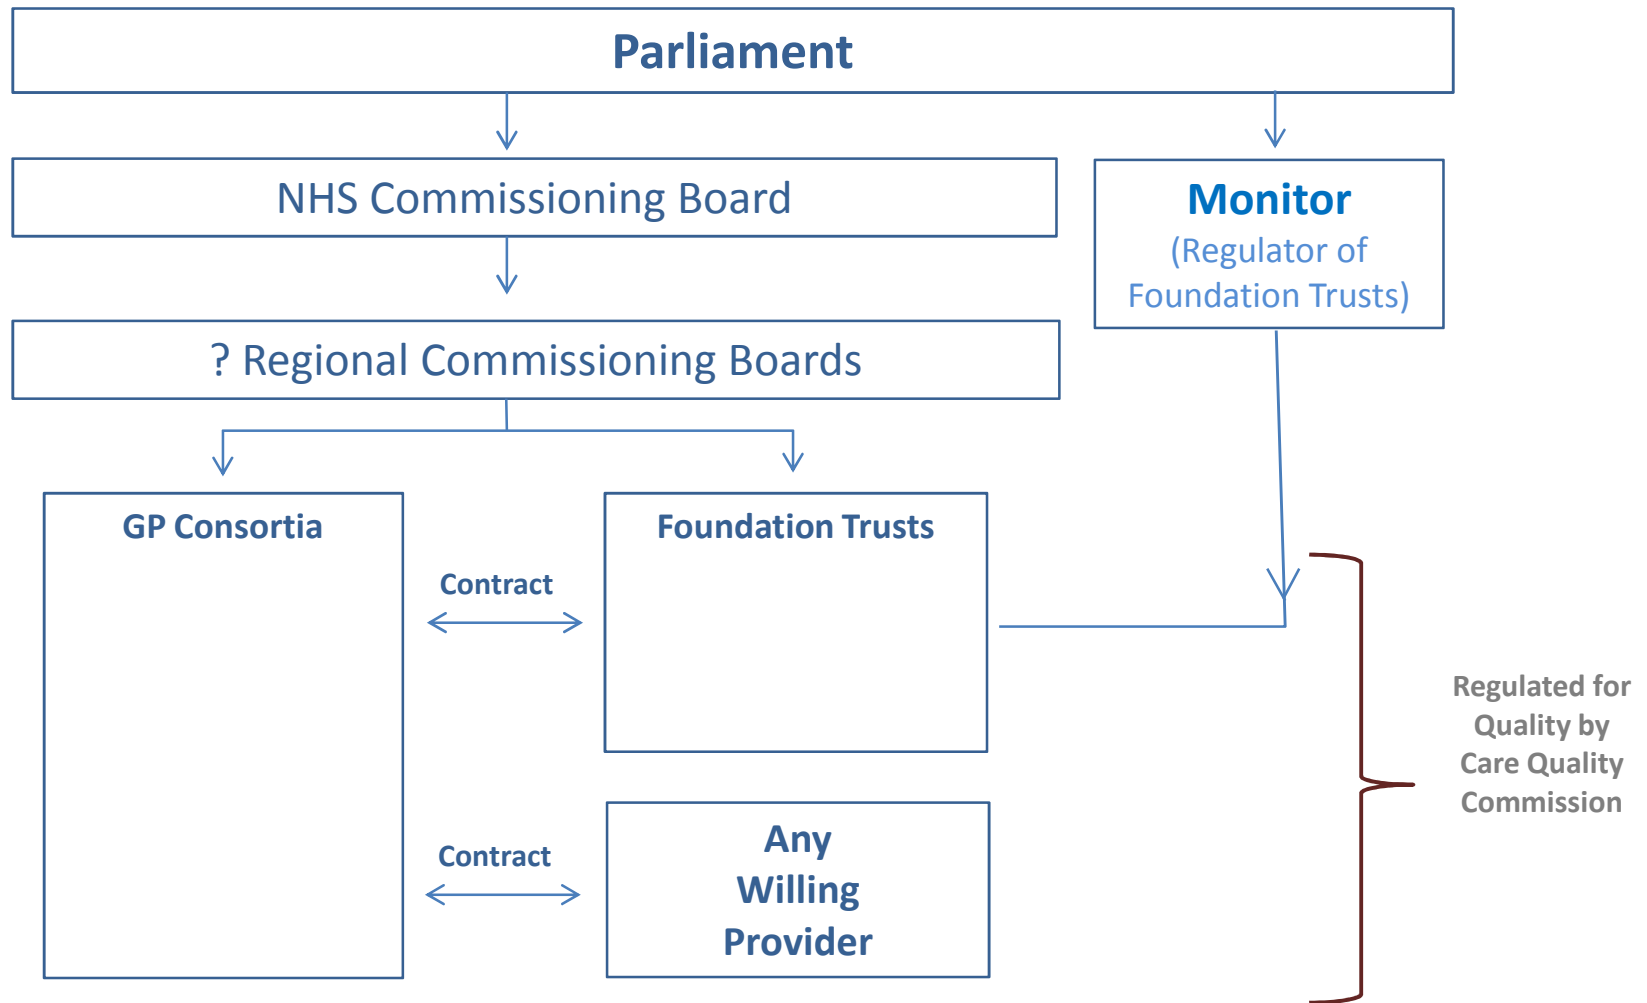 Parliament
NHS Commissioning Board
Monitor
(Regulator of
Foundation Trusts)
? Regional Commissioning Boards
GP Consortia
Foundation Trusts
Contract
Regulated for
Quality by
Care Quality
Commission
Contract
Any
Willing
Provider